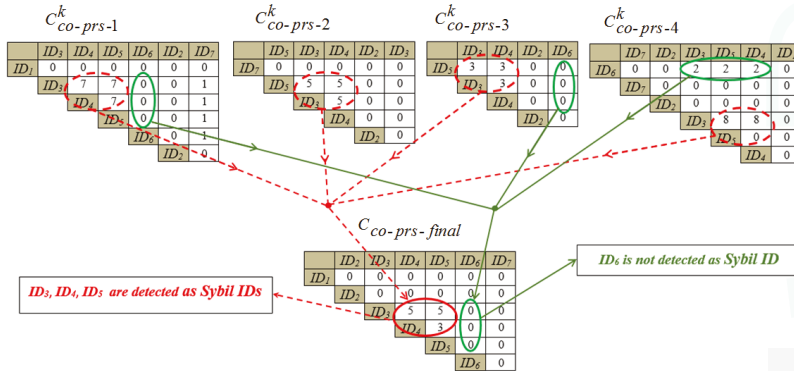 C^k_co-prs-1
ID3 ID4 ID5 ID6 ID2 ID7
ID1 0 0 0 0 0 0
ID3 7 7 0 0 1
ID4 7 0 0 1
ID5 0 0 1
ID6 0 1
ID2 0
C^k_co-prs-2
ID5 ID3 ID4 ID2 ID3
ID7 0 0 0 0 0
ID5 5 5 0 0
ID3 5 0 0
ID4 0 0
ID2 0
C^k_co-prs-3
ID3 ID4 ID2 ID6
ID5 3 3 0 0
ID3 3 0 0
ID4 0 0
ID2 0
C^k_co-prs-4
ID7 ID2 ID3 ID5 ID4
ID6 0 0 2 2 2 0
ID7 0 0 0 0 0
ID2 0 0 0 0
ID3 8 8 0
ID5 0 0
ID4 0
C_co-prs-final
ID2 ID3 ID4 ID5 ID6 ID7
ID1 0 0 0 0 0 0
ID2 0 0 0 0 0
ID3 5 5 0 0
ID4 3 0 0
ID5 0 0
ID6 0
ID3, ID4, ID5 are detected as Sybil IDs
ID6 is not detected as Sybil ID